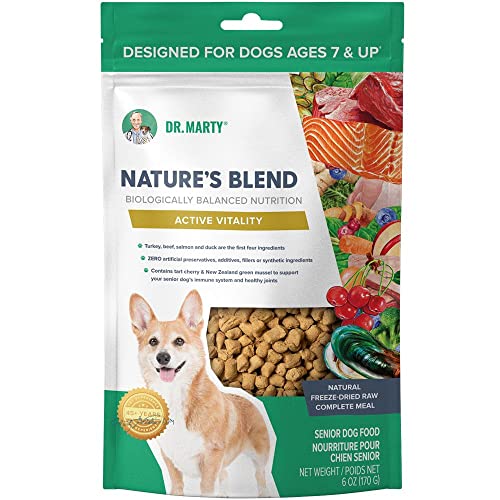 DESIGNED FOR DOGS AGES 7 & UP
DR. MARTY®
NATURE'S BLEND
BIOLOGICALLY BALANCED NUTRITION
ACTIVE VITALITY
Turkey, beef, salmon and duck are the first four ingredients
ZERO artificial preservatives, additives, fillers or synthetic ingredients
Contains tart cherry & New Zealand green mussel to support
your senior dog's immune system and healthy joints
45+ YEARS
NATURAL
FREEZE-DRIED RAW
COMPLETE MEAL
SENIOR DOG FOOD
NOURRITURE POUR
CHIEN SENIOR
NET WEIGHT / POIDS NET
6 OZ (170 G)